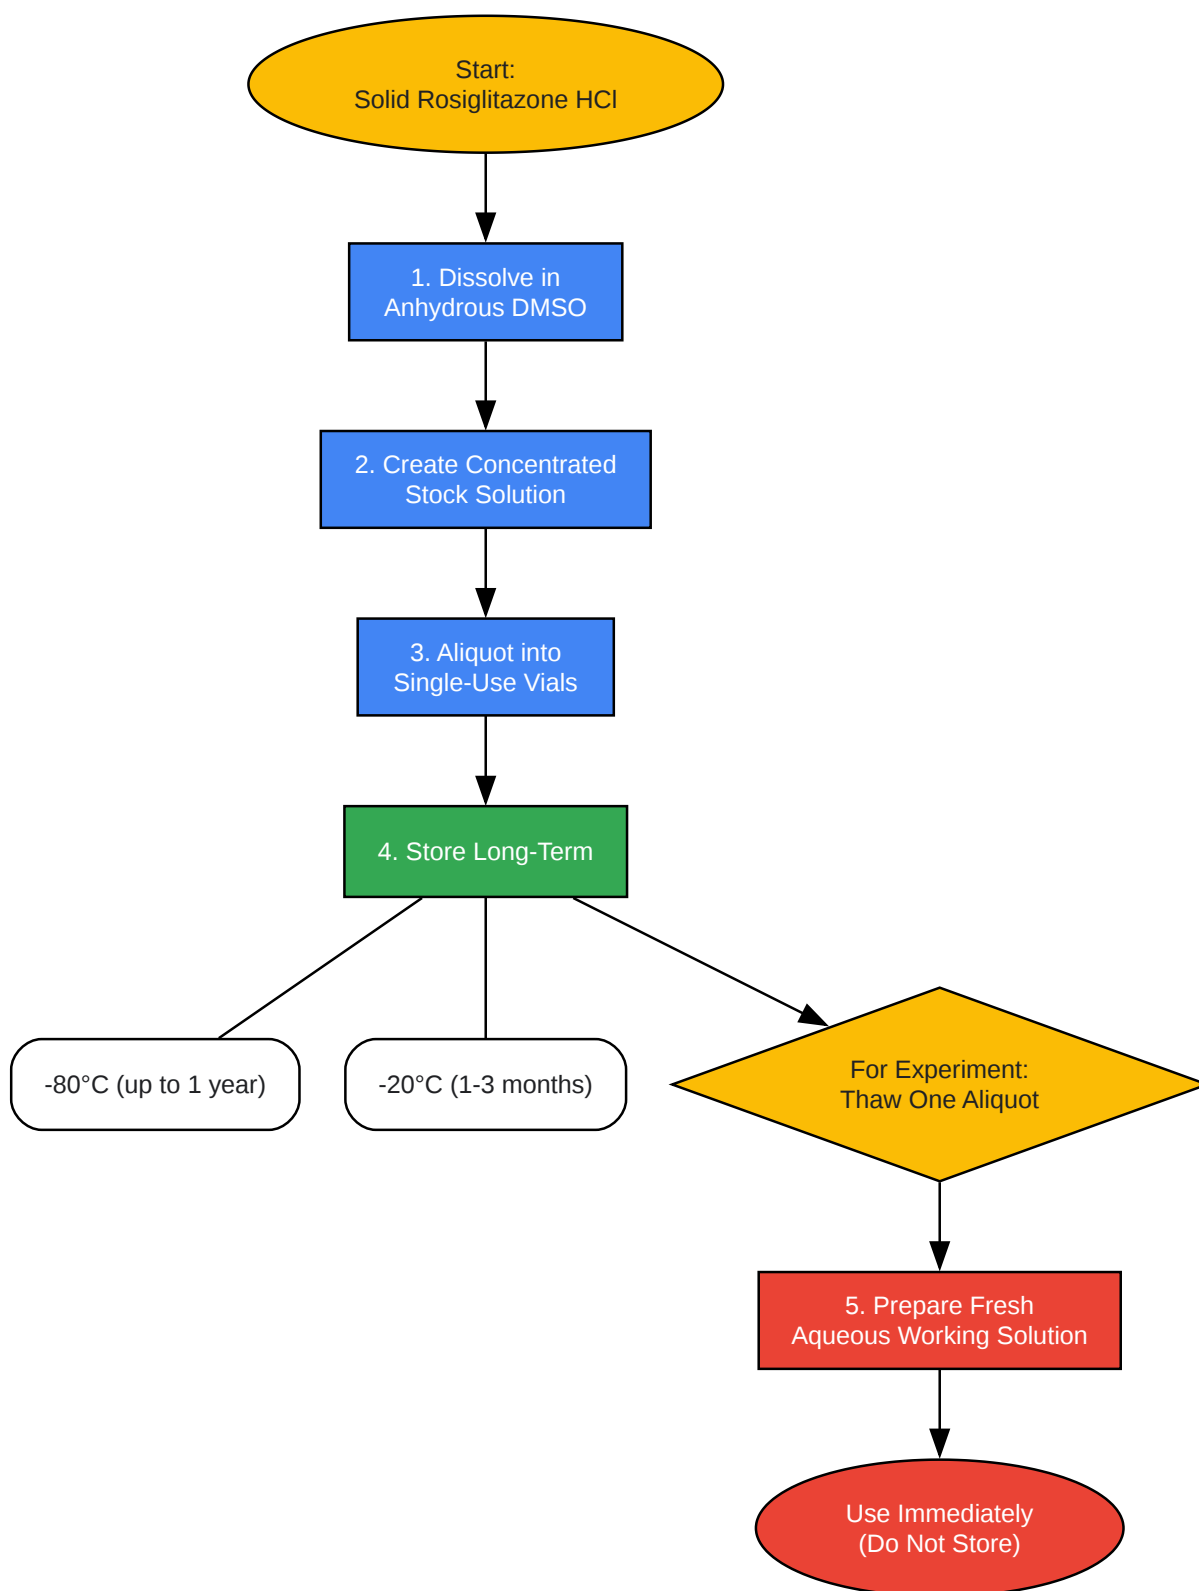 Start:
Solid Rosiglitazone HCl
1. Dissolve in
Anhydrous DMSO
2. Create Concentrated
Stock Solution
3. Aliquot into
Single-Use Vials
4. Store Long-Term
-80°C (up to 1 year)
-20°C (1-3 months)
For Experiment:
Thaw One Aliquot
5. Prepare Fresh
Aqueous Working Solution
Use Immediately
(Do Not Store)